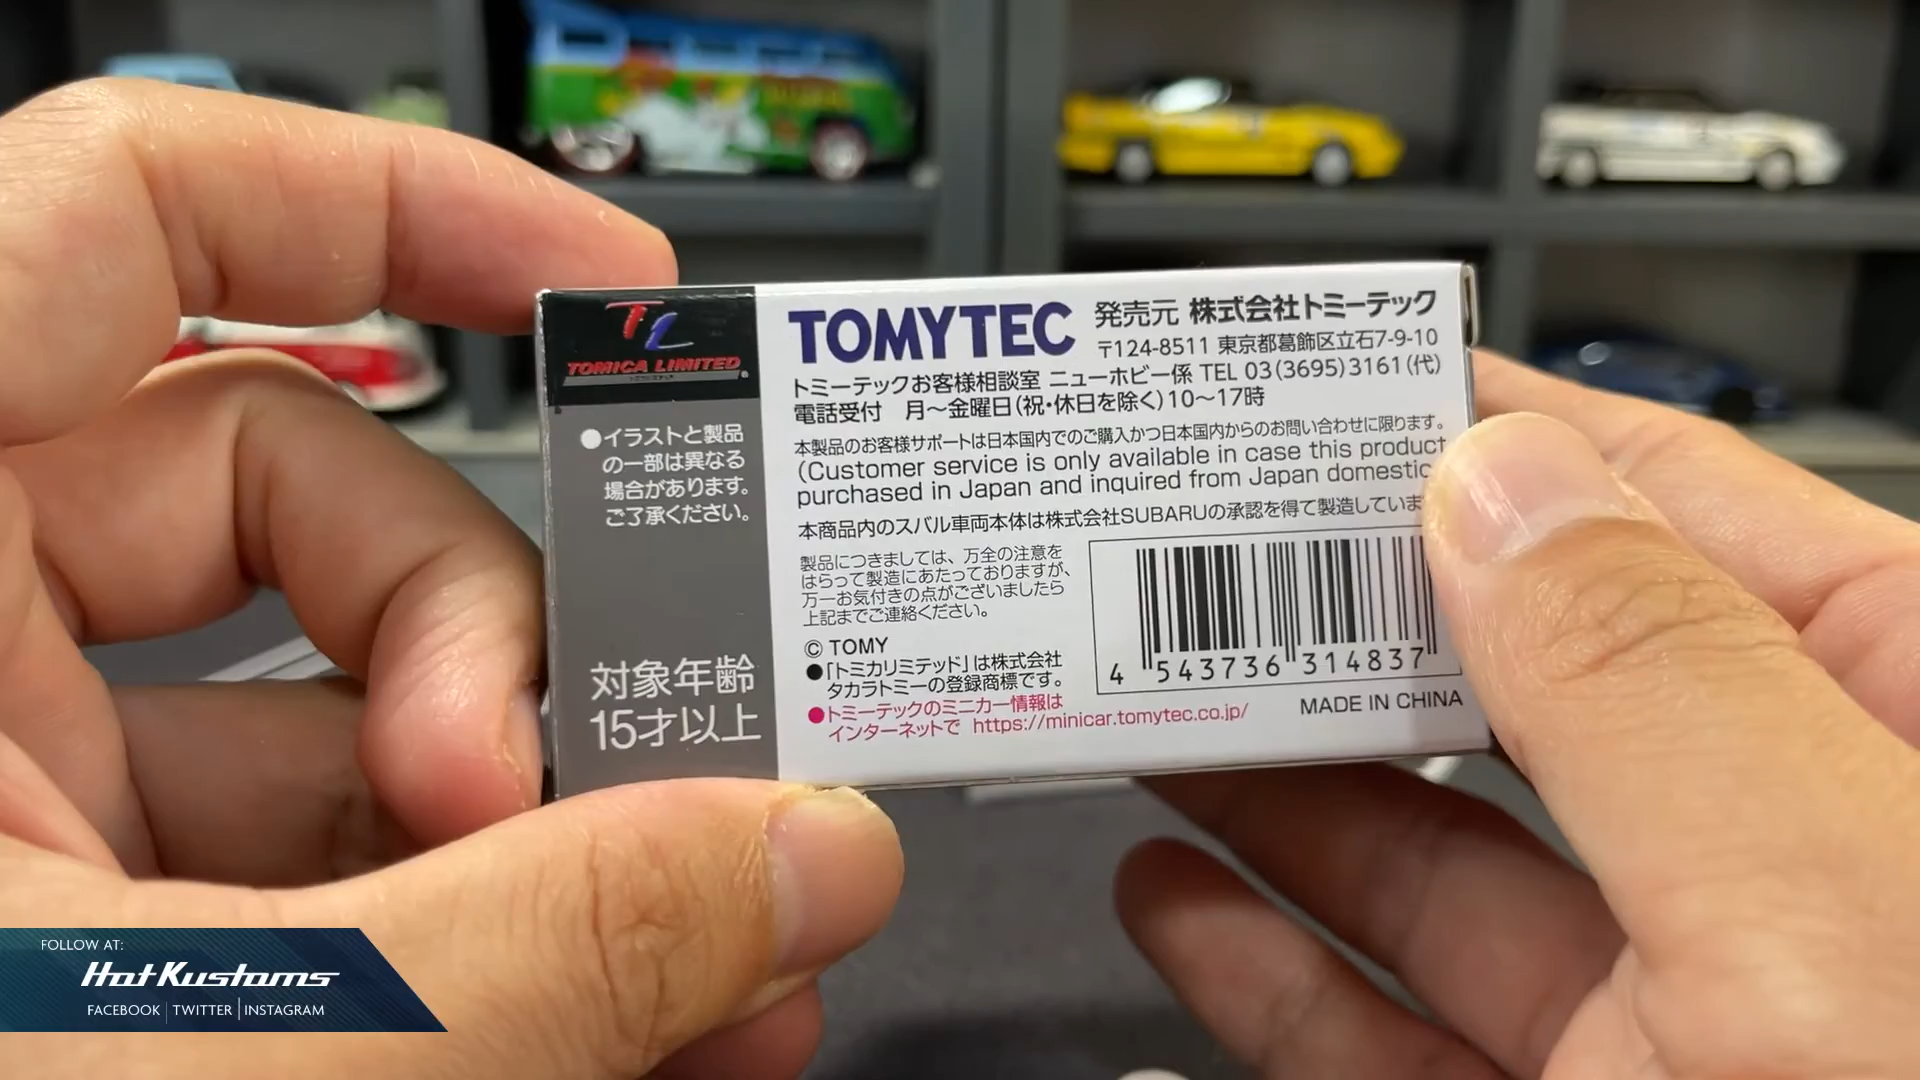 TL
TOMICA LIMITED
●イラストと製品
の一部は異なる
場合があります。
ご了承ください。
対象年齢
15才以上
TOMYTEC 発売元 株式会社トミーテック
〒124-8511 東京都葛飾区立石7-9-10
トミーテックお客様相談室 ニューホビー係 TEL 03(3695)3161(代)
電話受付 月～金曜日(祝・休日を除く)10～17時
本製品のお客様サポートは日本国内でのご購入かつ日本国内からのお問い合わせに限ります。
(Customer service is only available in case this product
purchased in Japan and inquired from Japan domestic
本商品内のスバル車両本体は株式会社SUBARUの承認を得て製造していま
製品につきましては、万全の注意を
はらって製造にあたっておりますが、
万一お気付きの点がございましたら
上記までご連絡ください。
© TOMY
●「トミカリミテッド」は株式会社
タカラトミーの登録商標です。
●トミーテックのミニカー情報は
インターネットで https://minicar.tomytec.co.jp/
4 543736 314837
MADE IN CHINA
FOLLOW AT:
HotKustoms
FACEBOOK | TWITTER | INSTAGRAM